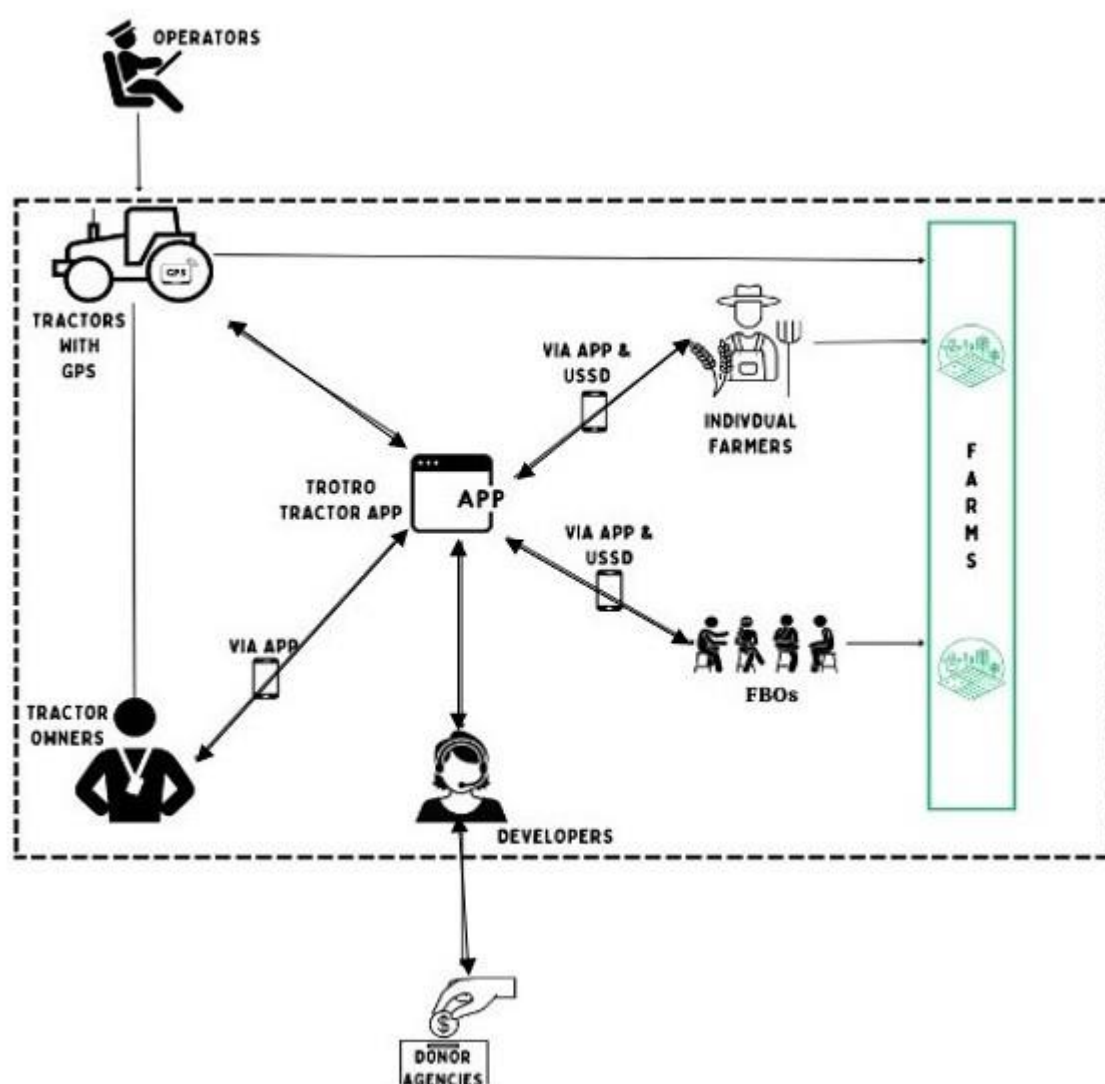 OPERATORS
GPS
TRACTORS
WITH
GPS
VIA APP &
USSD
INDIVDUAL
FARMERS
TROTRO
TRACTOR APP
APP
VIA APP &
USSD
FARMS
VIA APP
TRACTOR
OWNERS
FBOs
DEVELOPERS
$
DONOR
AGENCIES